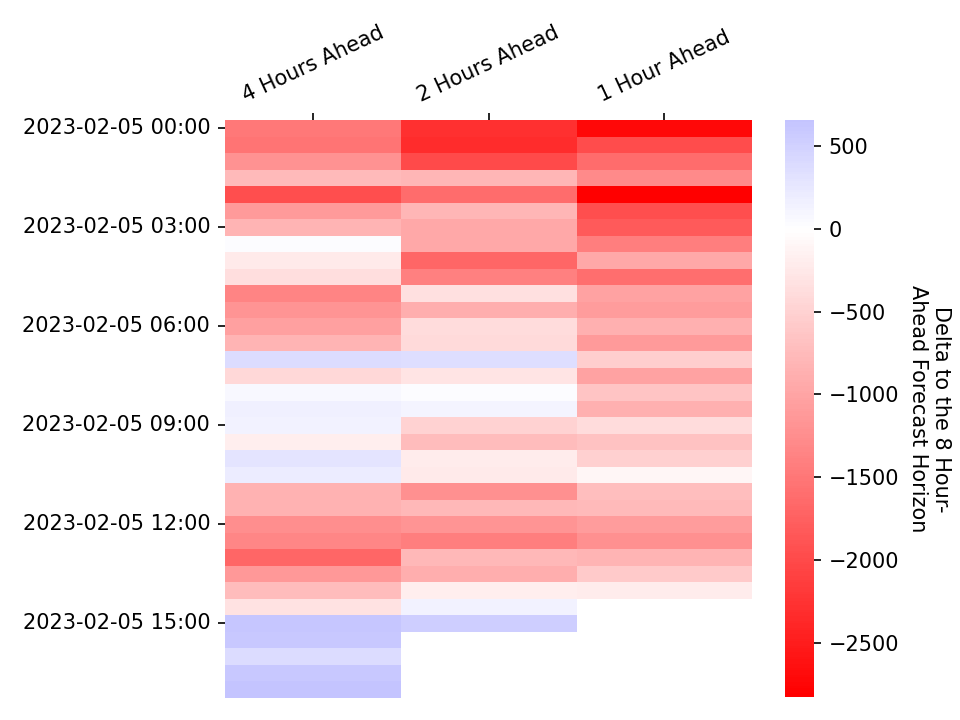 4 Hours Ahead
2 Hours Ahead
1 Hour Ahead
2023-02-05 00:00
2023-02-05 03:00
2023-02-05 06:00
2023-02-05 09:00
2023-02-05 12:00
2023-02-05 15:00
500
0
−500
−1000
−1500
−2000
−2500
Delta to the 8 Hour-
Ahead Forecast Horizon